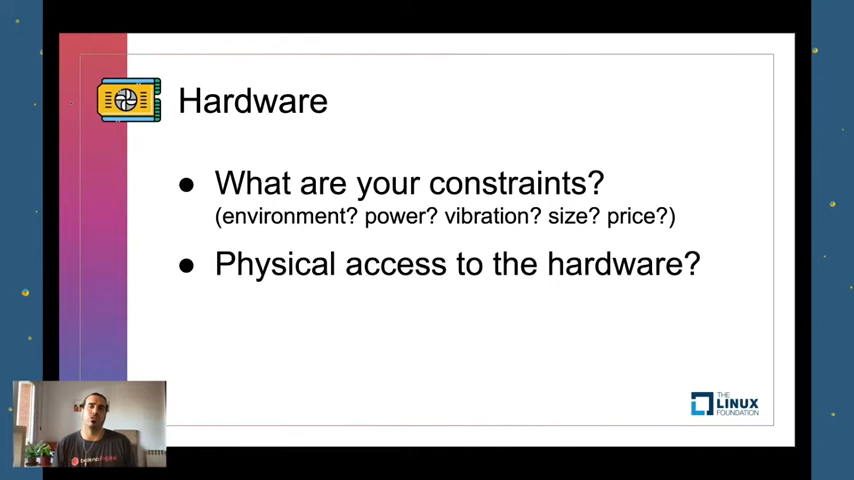 Hardware
● What are your constraints?
(environment? power? vibration? size? price?)
● Physical access to the hardware?
THE
LINUX
FOUNDATION